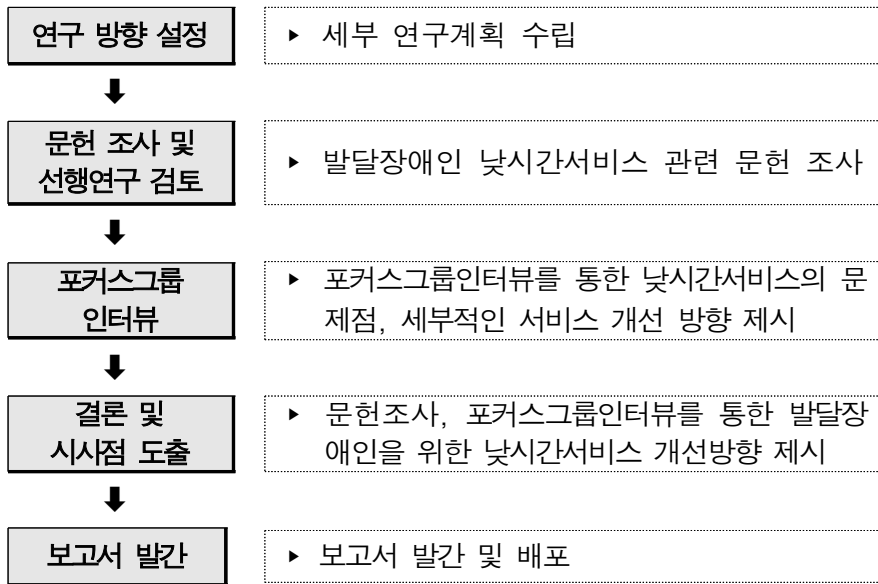 연구 방향 설정
▸ 세부 연구계획 수립
⬇
문헌 조사 및
선행연구 검토
▸ 발달장애인 낮시간서비스 관련 문헌 조사
⬇
포커스그룹
인터뷰
▸ 포커스그룹인터뷰를 통한 낮시간서비스의 문
제점, 세부적인 서비스 개선 방향 제시
⬇
결론 및
시사점 도출
▸ 문헌조사, 포커스그룹인터뷰를 통한 발달장
애인을 위한 낮시간서비스 개선방향 제시
⬇
보고서 발간
▸ 보고서 발간 및 배포